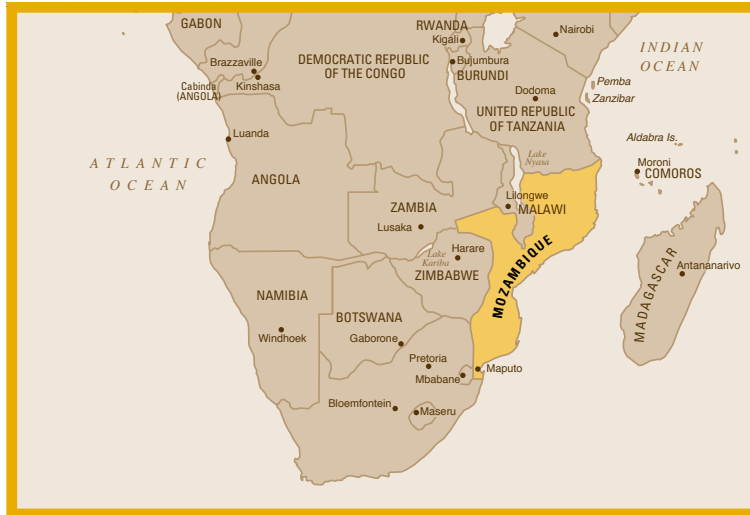 GABON
RWANDA
Kigali
Nairobi
INDIAN
OCEAN
Brazzaville
DEMOCRATIC REPUBLIC
OF THE CONGO
Bujumbura
BURUNDI
Cabinda
(ANGOLA)
Kinshasa
Dodoma
Pemba
Zanzibar
UNITED REPUBLIC
OF TANZANIA
Luanda
Aldabra Is.
ATLANTIC
OCEAN
Lake
Nyasa
Moroni
COMOROS
ANGOLA
Lilongwe
MALAWI
ZAMBIA
Lusaka
Lake
Kariba
Harare
ZIMBABWE
MOZAMBIQUE
MADAGASCAR
Antananarivo
NAMIBIA
Windhoek
BOTSWANA
Gaborone
Pretoria
Mbabane
Maputo
Bloemfontein
Maseru